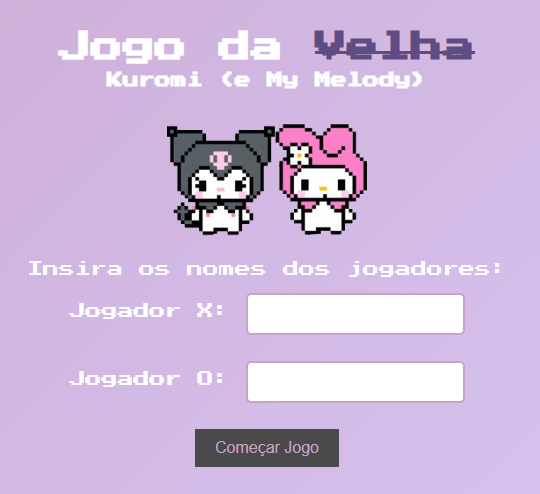 Jogo da Velha
Kuromi (e My Melody)
Insira os nomes dos jogadores:
Jogador X:
Jogador O:
Começar Jogo